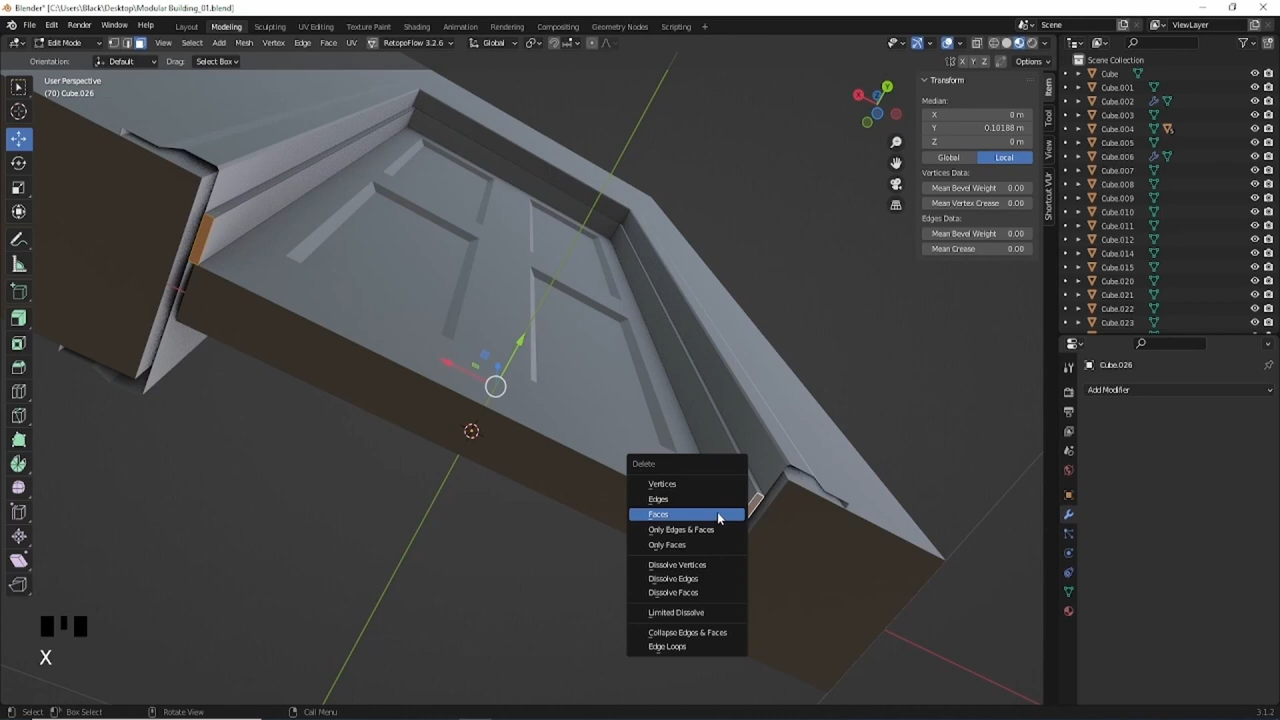 Blender* [C:\Users\Black\Desktop\Modular Building_01.blend]
File Edit Render Window Help Layout Modeling Sculpting UV Editing Texture Paint Shading Animation Rendering Compositing Geometry Nodes Scripting Scene ViewLayer
Edit Mode View Select Add Mesh Vertex Edge Face UV RetopoFlow 3.2.6 Global
Orientation: Default Drag: Select Box X Y Z Options
User Perspective
(70) Cube.026
Transform
Median:
X 0 m
Y 0.10188 m
Z 0 m
Global Local
Vertices Data:
Mean Bevel Weight 0.00
Mean Vertex Crease 0.00
Edges Data:
Mean Bevel Weight 0.00
Mean Crease 0.00
Item
Tool
View
Shortcut VUr
Scene Collection
Cube
Cube.001
Cube.002
Cube.003
Cube.004
Cube.005
Cube.006
Cube.007
Cube.008
Cube.009
Cube.010
Cube.011
Cube.012
Cube.014
Cube.015
Cube.020
Cube.021
Cube.022
Cube.023
Cube.026
Add Modifier
Delete
Vertices
Edges
Faces
Only Edges & Faces
Only Faces
Dissolve Vertices
Dissolve Edges
Dissolve Faces
Limited Dissolve
Collapse Edges & Faces
Edge Loops
X
Select Box Select Rotate View Call Menu 3.1.2